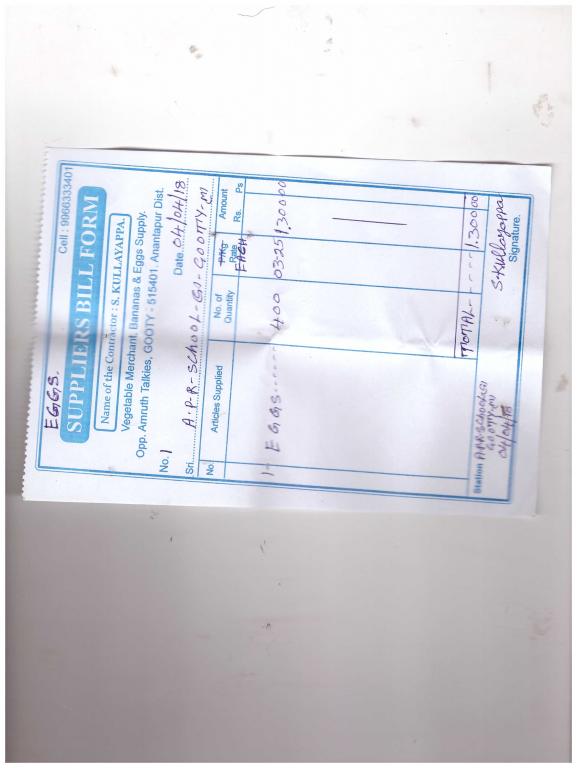 Cell : 9966333401
EGGS.
SUPPLIERS BILL FORM
Name of the Contractor : S. KULLAYAPPA.
Vegetable Merchant, Bananas & Eggs Supply.
Opp. Amruth Talkies, GOOTY - 515401. Anantapur Dist.
No. 1 Date 04/04/18
Sri A-P-R-SCHOOL-G)-GOOTY-M)
No. Articles Supplied No. of Quantity P/Kg. Rate EACH Amount Rs. Ps
1- EGGS...... 400 03-25 1,300 00
TOTAL----- 1.300 00
Station A.P.R.SCHOOL(G)
GOOTY(M)
04/04/18
S.Kullayappa
Signature.